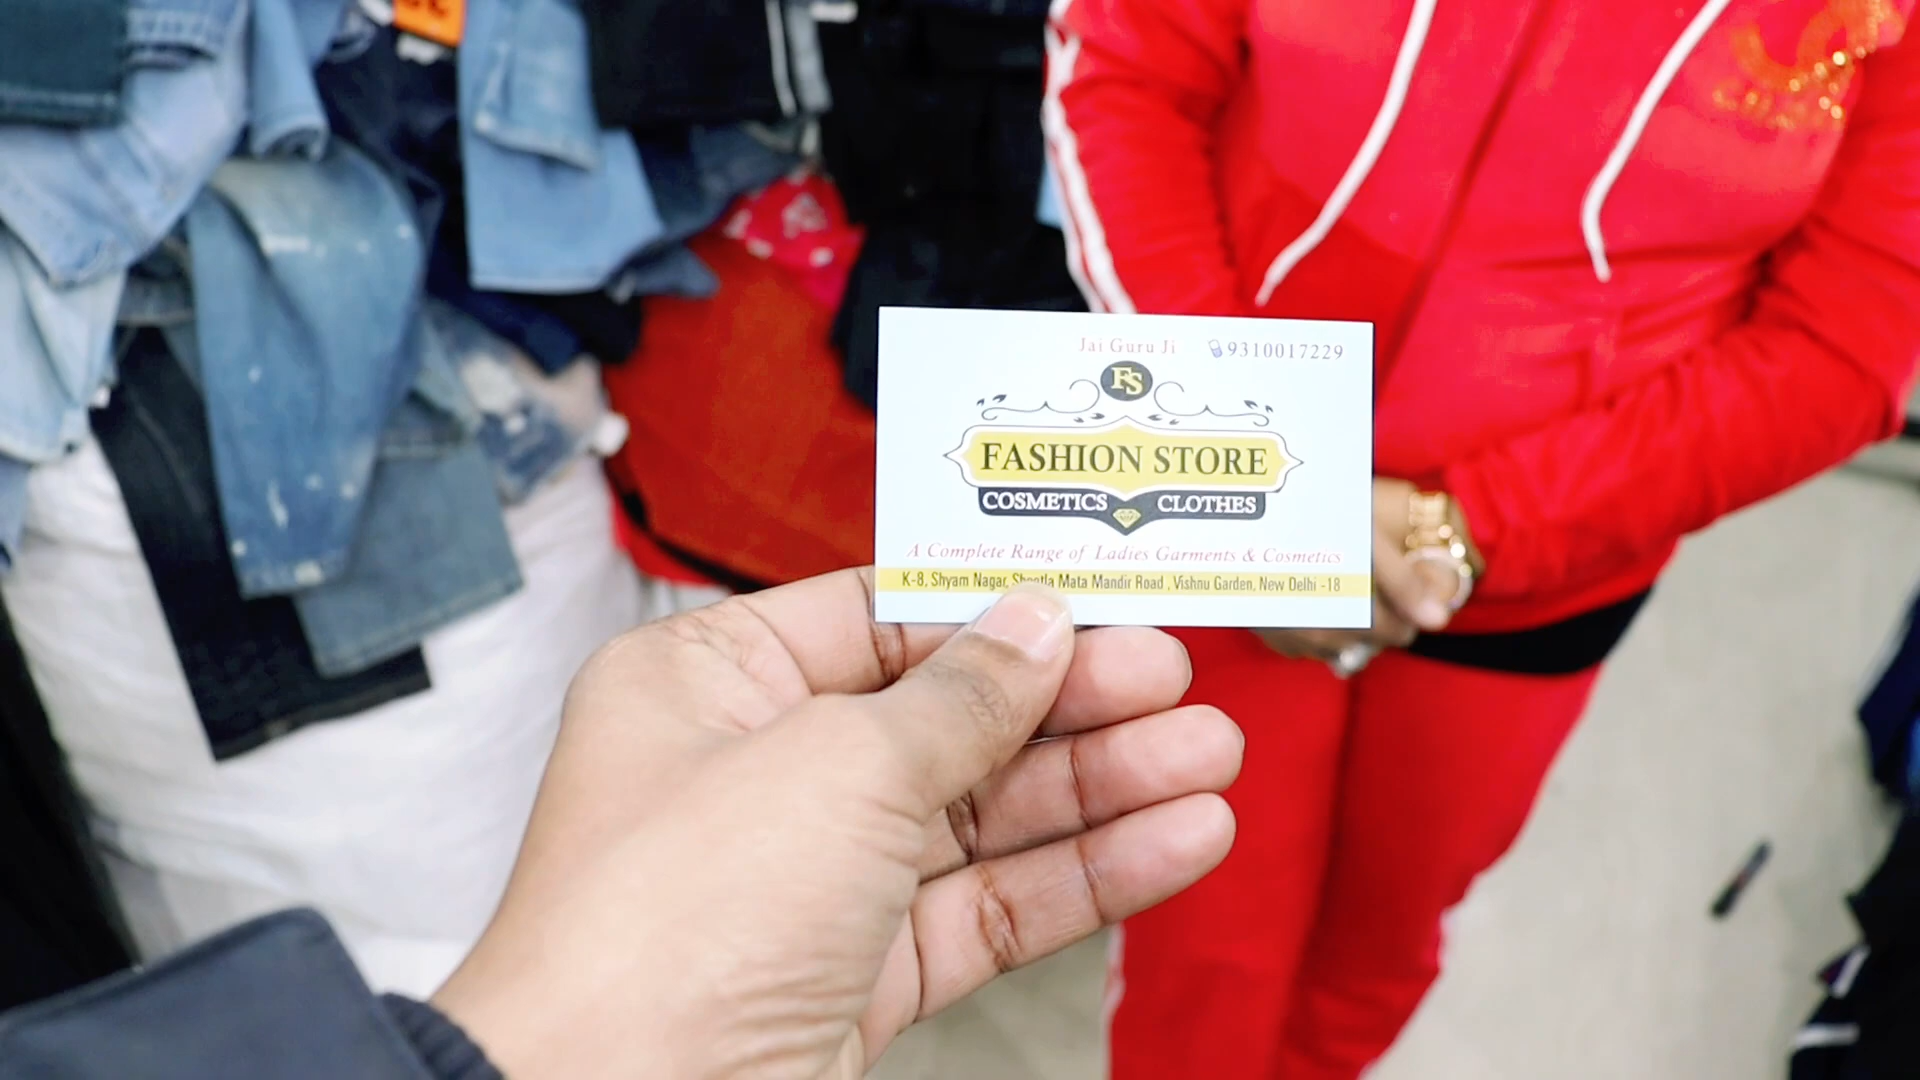 Jai Guru Ji 9310017229
FS
FASHION STORE
COSMETICS CLOTHES
A Complete Range of Ladies Garments & Cosmetics
K-8, Shyam Nagar, Sheetla Mata Mandir Road , Vishnu Garden, New Delhi -18